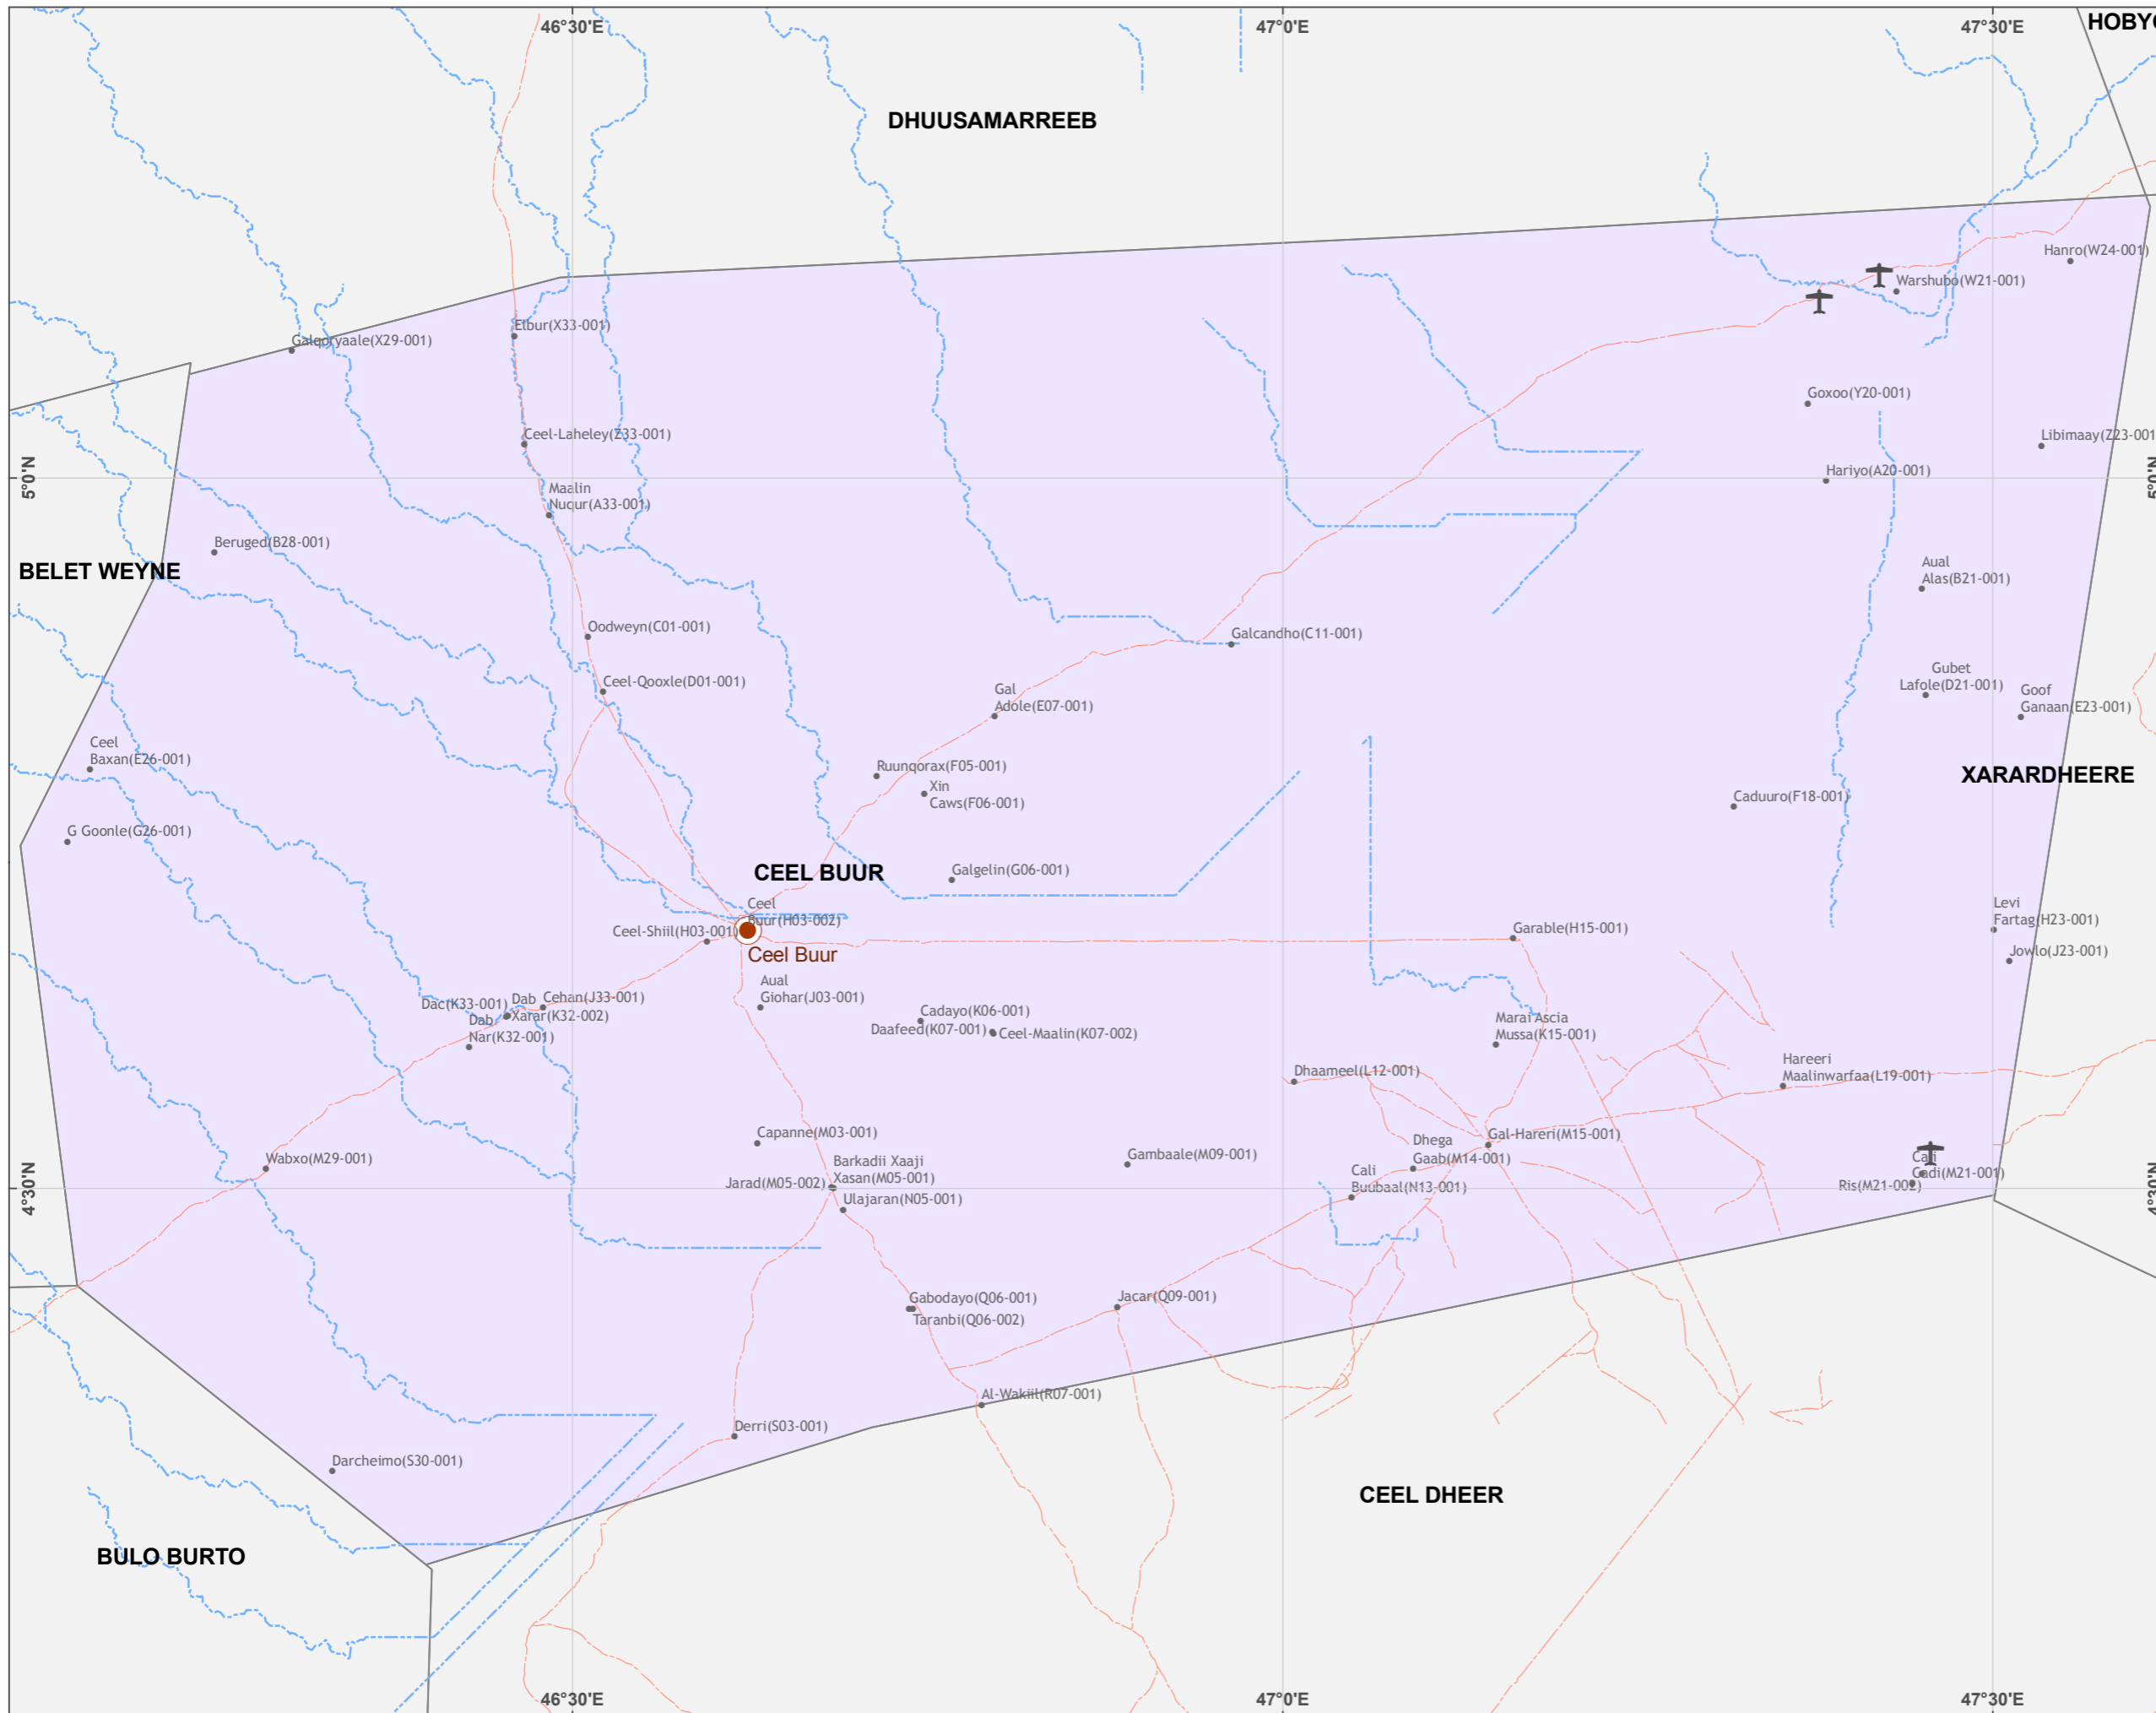 46°30'E
47°0'E
47°30'E
HOBYO
DHUUSAMARREEB
Hanro(W24-001)
Warshubo(W21-001)
Elbur(X33-001)
Galqoryaale(X29-001)
Goxoo(Y20-001)
Ceel-Laheley(Z33-001)
Libimaay(Z23-001
5°0'N
Hariyo(A20-001)
5°0'N
Maalin
Nuqur(A33-001)
Beruged(B28-001)
BELET WEYNE
Aual
Alas(B21-001)
Oodweyn(C01-001)
Galcandho(C11-001)
Ceel-Qooxle(D01-001)
Gubet
Lafole(D21-001)
Gal
Adole(E07-001)
Goof
Ganaan(E23-001)
Ceel
Baxan(E26-001)
Ruunqorax(F05-001)
XARARDHEERE
Xin
Caws(F06-001)
Caduuro(F18-001)
G Goonle(G26-001)
CEEL BUUR
Galgelin(G06-001)
Ceel
Buur(H03-002)
Levi
Fartag(H23-001)
Ceel-Shiil(H03-001)
Garable(H15-001)
Ceel Buur
Jowlo(J23-001)
Aual
Giohar(J03-001)
Dac(K33-001)
Dab
Xarar(K32-002)
Cehan(J33-001)
Dab
Nar(K32-001)
Cadayo(K06-001)
Daafeed(K07-001)
Ceel-Maalin(K07-002)
Marai Ascia
Mussa(K15-001)
Dhaameel(L12-001)
Hareeri
Maalinwarfaa(L19-001)
Capanne(M03-001)
Gal-Hareri(M15-001)
Dhega
Gaab(M14-001)
Gambaale(M09-001)
Wabxo(M29-001)
Barkadii Xaaji
Xasan(M05-001)
Jarad(M05-002)
Cali
Buubaal(N13-001)
Cali
Cadi(M21-001)
Ris(M21-002)
4°30'N
4°30'N
Ulajaran(N05-001)
Gabodayo(Q06-001)
Taranbi(Q06-002)
Jacar(Q09-001)
Al-Wakiil(R07-001)
Derri(S03-001)
Darcheimo(S30-001)
CEEL DHEER
BULO BURTO
46°30'E
47°0'E
47°30'E